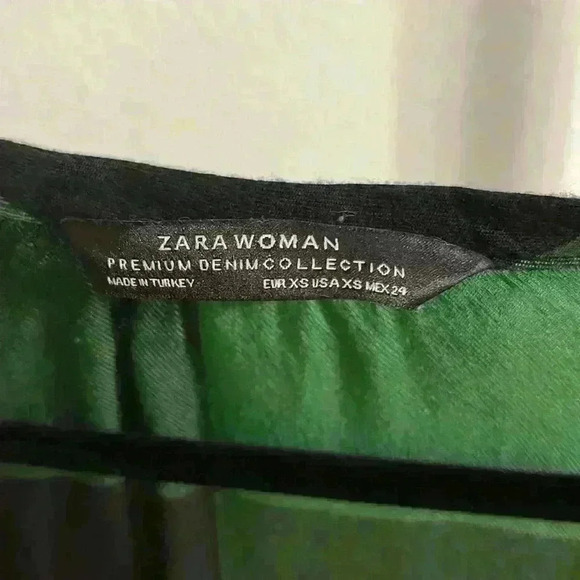 ZARA WOMAN
PREMIUM DENIM COLLECTION
MADE IN TURKEY EUR XS USA XS MEX 24